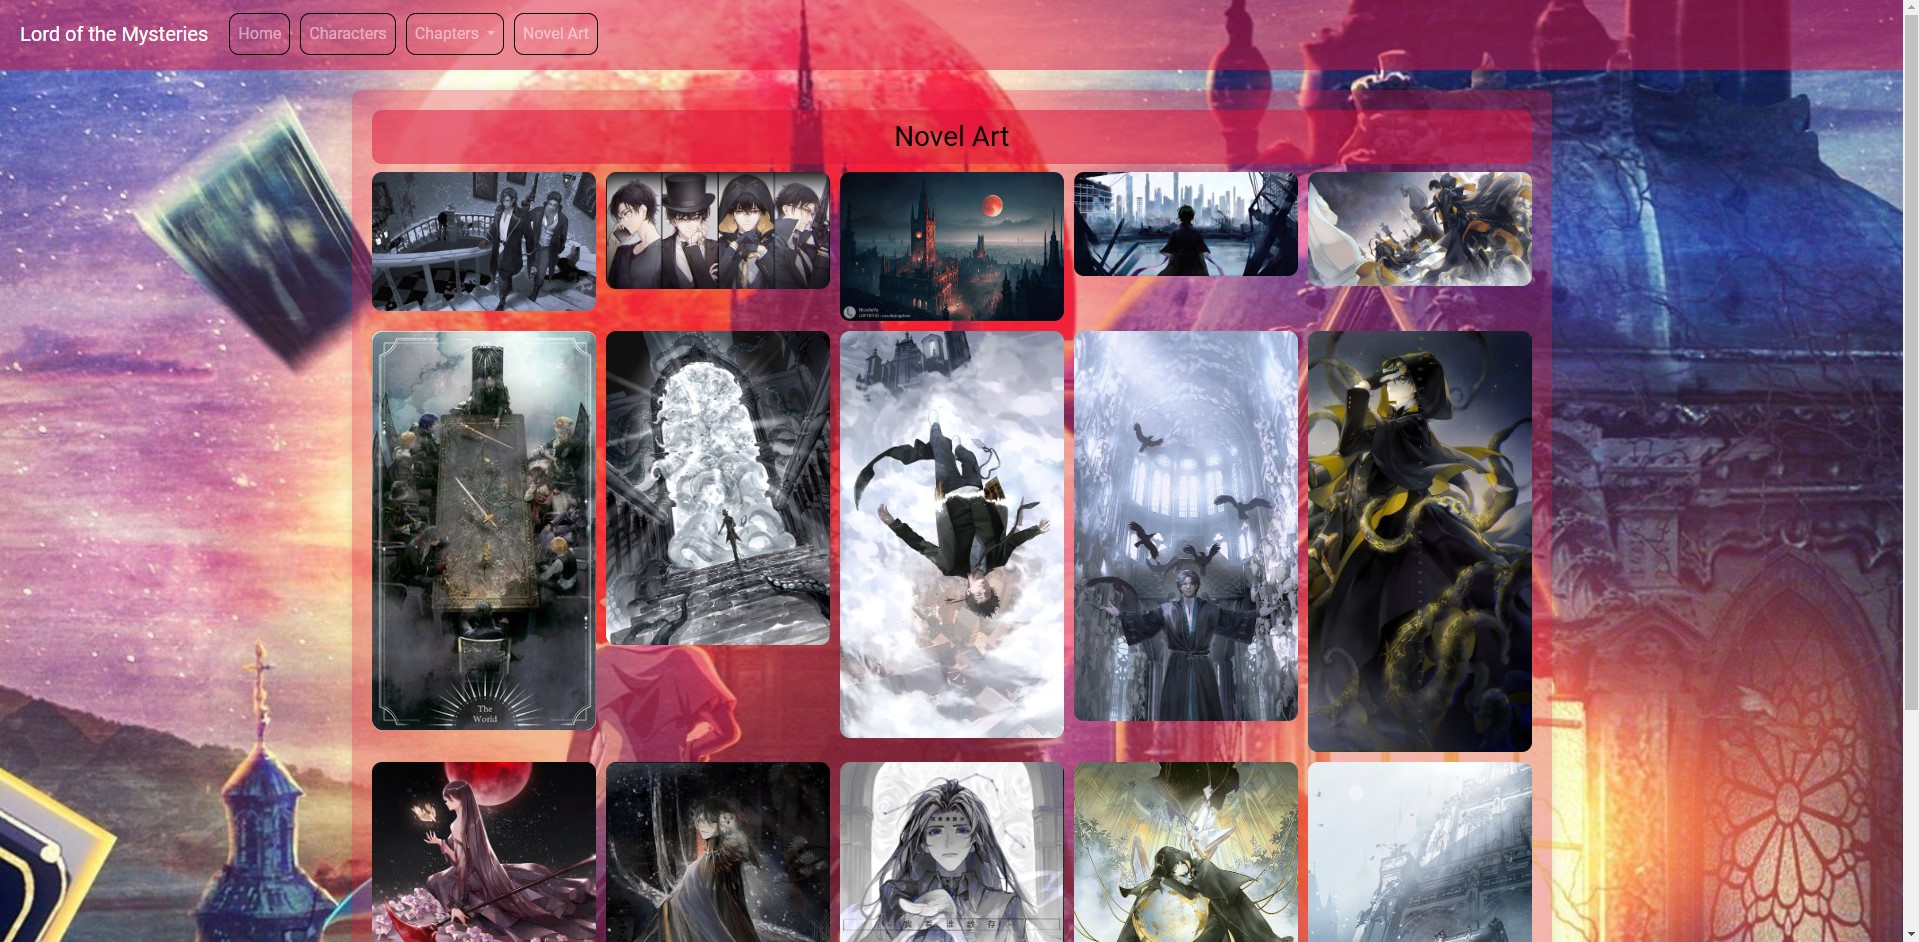 Lord of the Mysteries
Home
Characters
Chapters
Novel Art
Novel Art
The
World